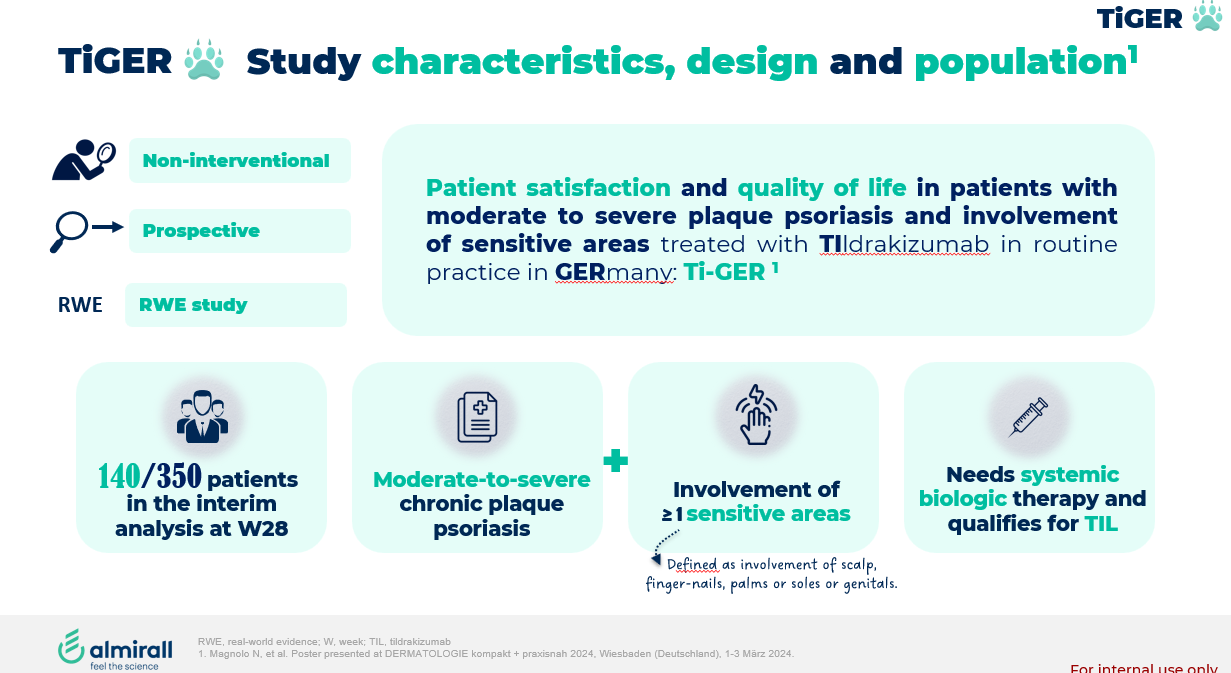 TiGER
TiGER Study characteristics, design and population¹
Non-interventional
Prospective
RWE RWE study
Patient satisfaction and quality of life in patients with
moderate to severe plaque psoriasis and involvement
of sensitive areas treated with TIldrakizumab in routine
practice in GERmany: Ti-GER ¹
140/350 patients
in the interim
analysis at W28
Moderate-to-severe
chronic plaque
psoriasis
+
Involvement of
≥1 sensitive areas
Defined as involvement of scalp,
finger-nails, palms or soles or genitals.
Needs systemic
biologic therapy and
qualifies for TIL
almirall
feel the science
RWE, real-world evidence; W, week; TIL, tildrakizumab
1. Magnolo N, et al. Poster presented at DERMATOLOGIE kompakt + praxisnah 2024, Wiesbaden (Deutschland), 1-3 März 2024.
For internal use only